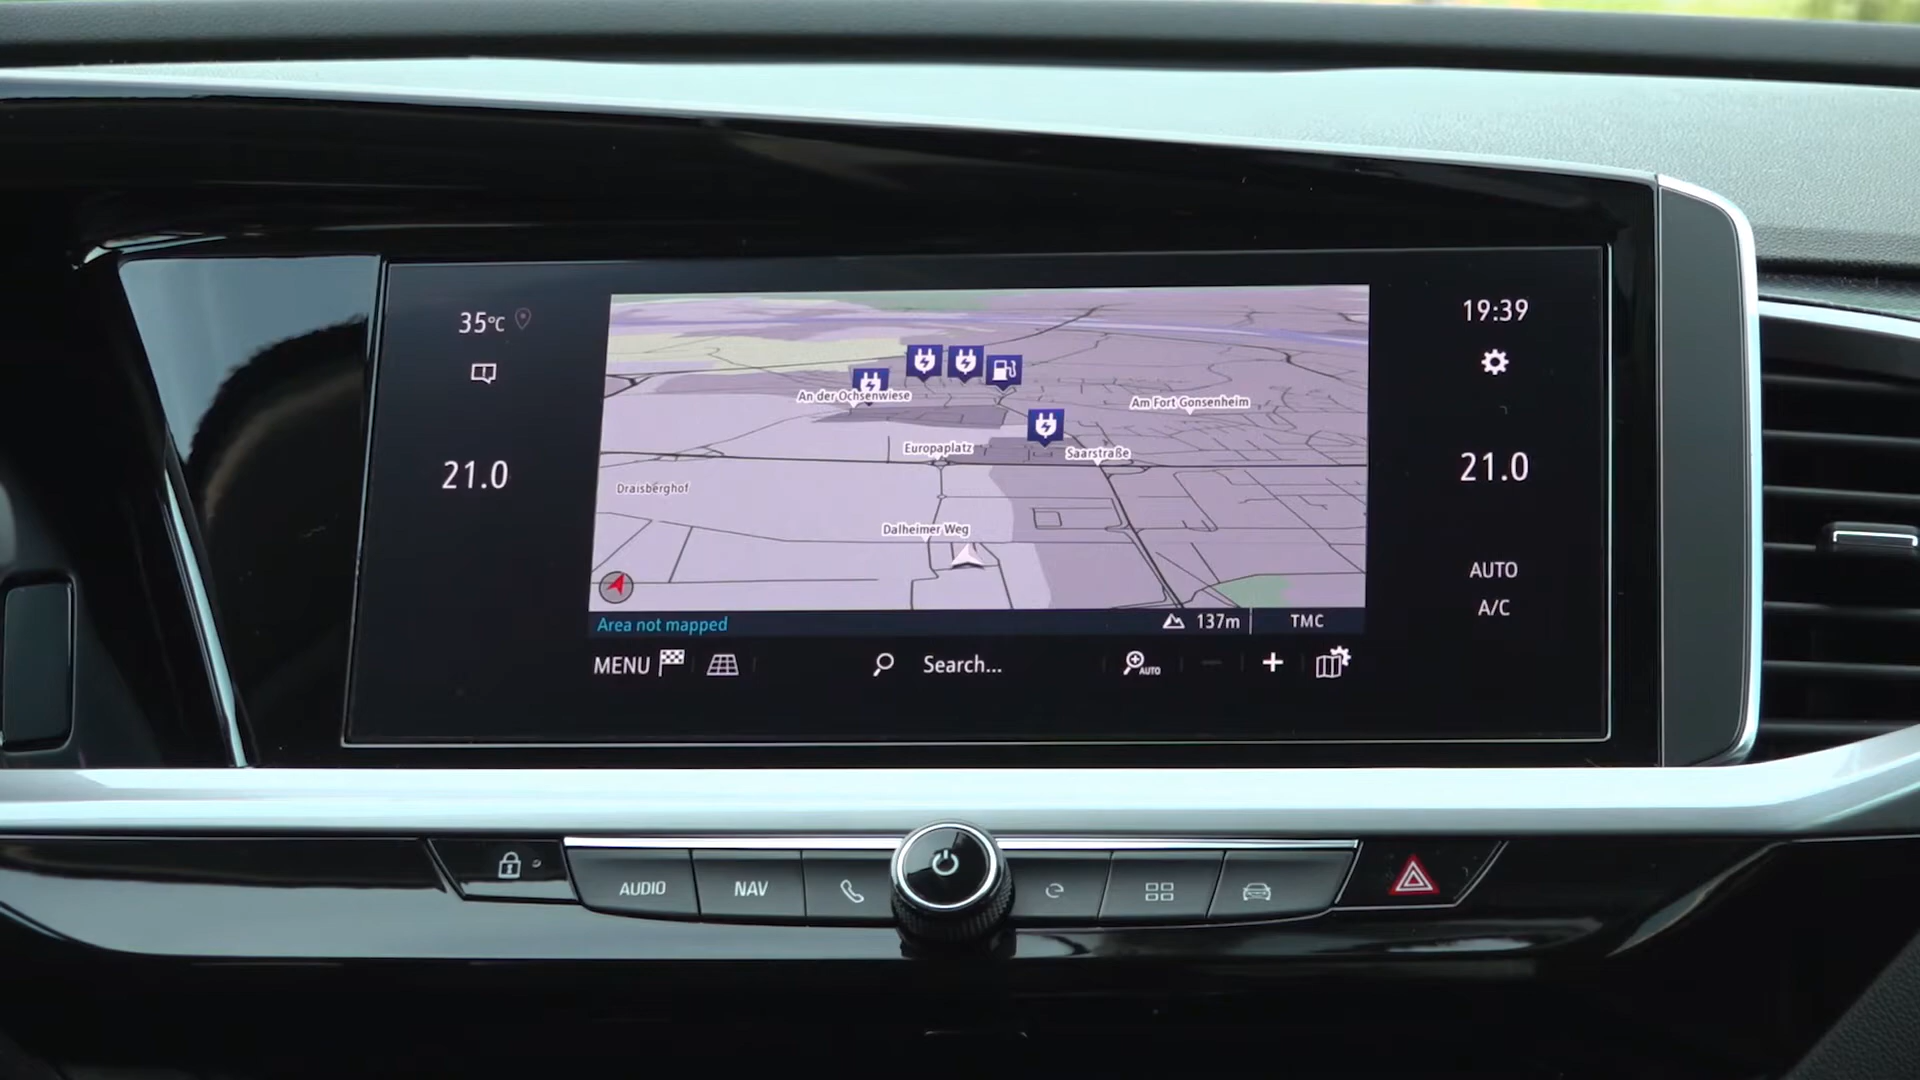 35°C
19:39
An der Ochsenwiese
Am Fort Gonsenheim
Europaplatz
Saarstraße
21.0
21.0
Draisberghof
Dalheimer Weg
AUTO
A/C
Area not mapped
137m
TMC
MENU
Search...
AUTO
AUDIO
NAV